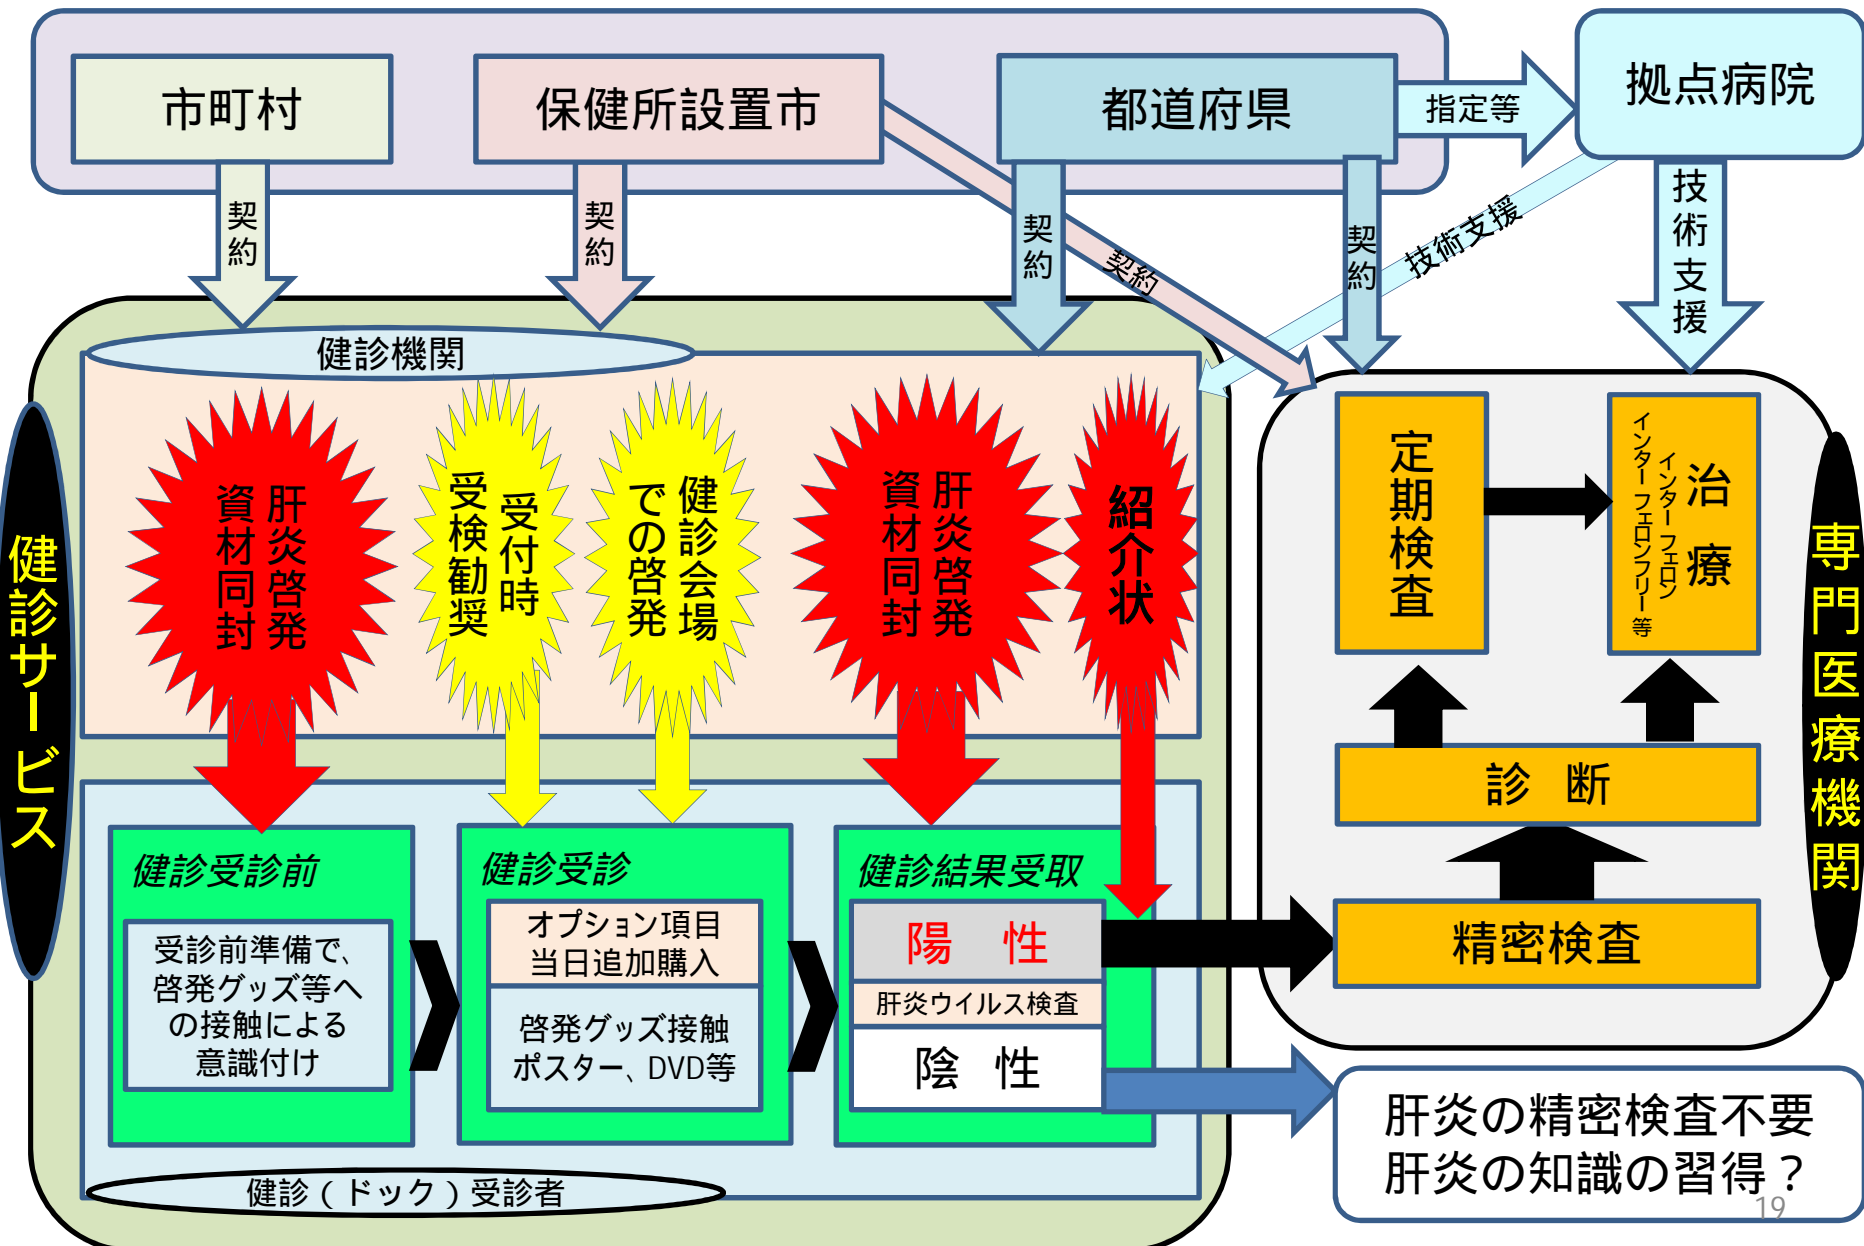 市町村
保健所設置市
都道府県
指定等
拠点病院
契約
契約
契約
契約
契約
技術支援
技術支援
健診サービス
健診機関
肝炎啓発
資材同封
受付時
受検勧奨
健診会場
での啓発
肝炎啓発
資材同封
紹介状
健診受診前
受診前準備で、
啓発グッズ等へ
の接触による
意識付け
健診受診
オプション項目
当日追加購入
啓発グッズ接触
ポスター、DVD等
健診結果受取
陽 性
肝炎ウイルス検査
陰 性
健診(ドック)受診者
専門医療機関
定期検査
治療
インターフェロン
インターフェロンフリー等
診 断
精密検査
肝炎の精密検査不要
肝炎の知識の習得?
19